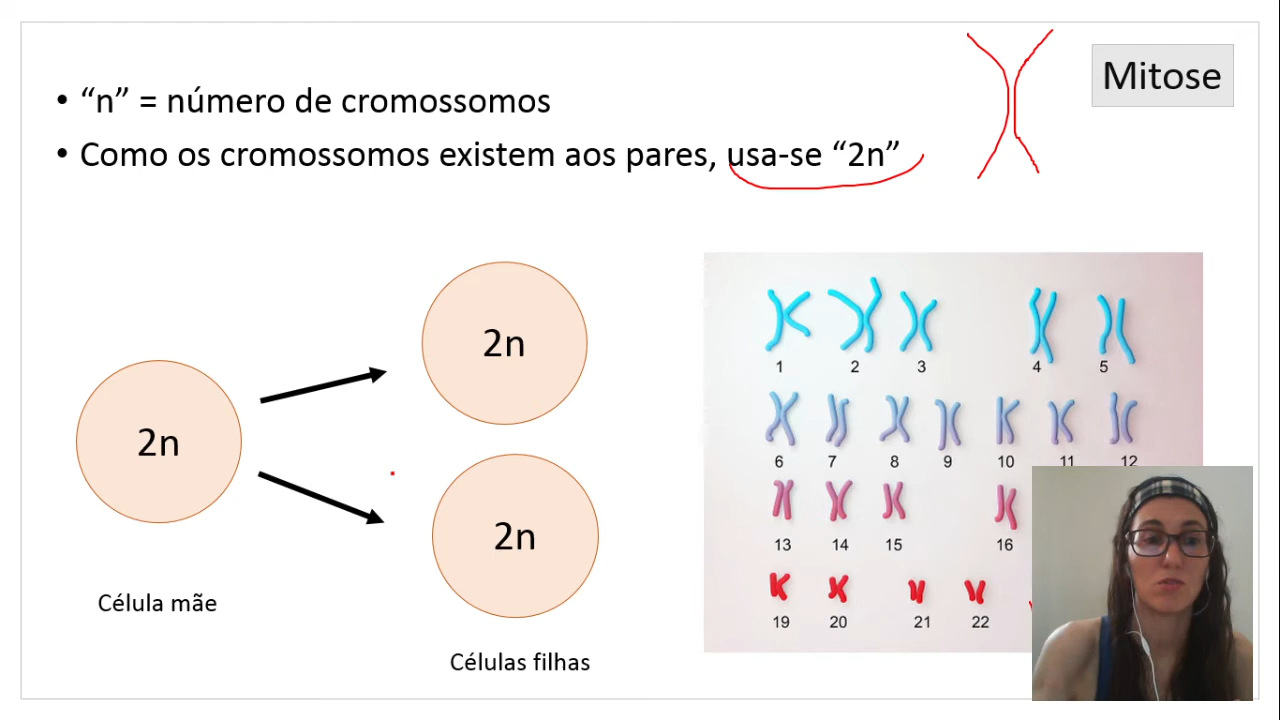 Mitose
• “n” = número de cromossomos
• Como os cromossomos existem aos pares, usa-se “2n”
2n
2n
2n
Célula mãe
Células filhas
1 2 3 4 5
6 7 8 9 10 11 12
13 14 15 16
19 20 21 22